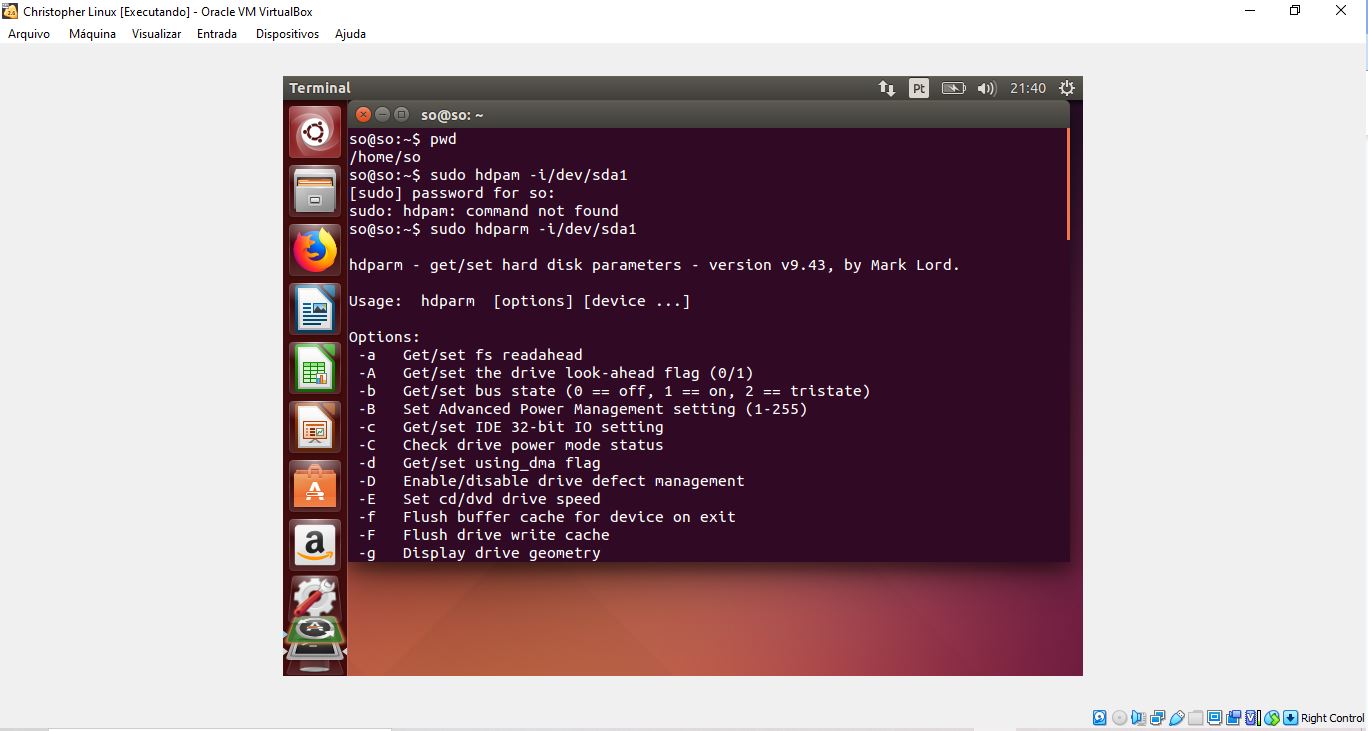 Christopher Linux [Executando] - Oracle VM VirtualBox
Arquivo Máquina Visualizar Entrada Dispositivos Ajuda
Terminal Pt 21:40
so@so: ~
so@so:~$ pwd
/home/so
so@so:~$ sudo hdpam -i/dev/sda1
[sudo] password for so:
sudo: hdpam: command not found
so@so:~$ sudo hdparm -i/dev/sda1
hdparm - get/set hard disk parameters - version v9.43, by Mark Lord.
Usage:  hdparm  [options] [device ...]
Options:
-a   Get/set fs readahead
-A   Get/set the drive look-ahead flag (0/1)
-b   Get/set bus state (0 == off, 1 == on, 2 == tristate)
-B   Set Advanced Power Management setting (1-255)
-c   Get/set IDE 32-bit IO setting
-C   Check drive power mode status
-d   Get/set using_dma flag
-D   Enable/disable drive defect management
-E   Set cd/dvd drive speed
-f   Flush buffer cache for device on exit
-F   Flush drive write cache
-g   Display drive geometry
Right Control